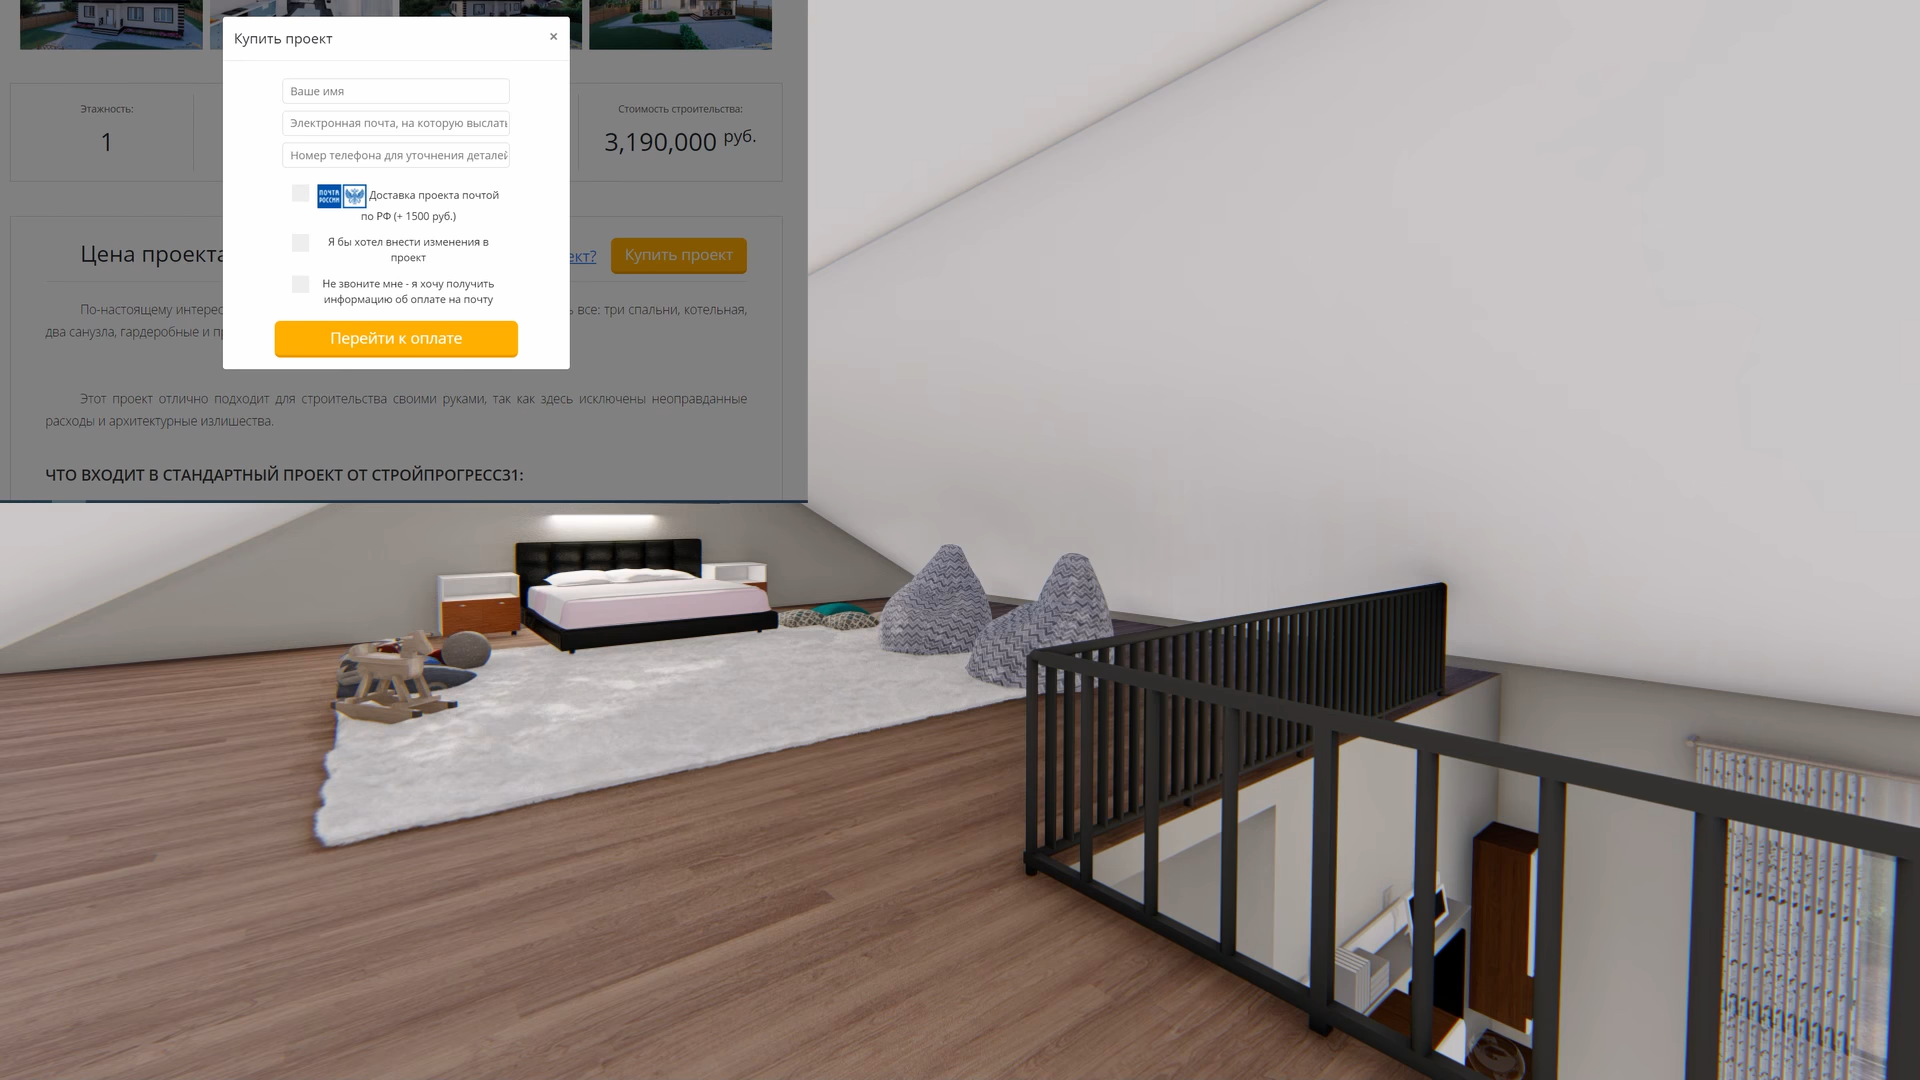 Купить проект ×
Ваше имя
Электронная почта, на которую выслать
Номер телефона для уточнения деталей
ПОЧТА РОССИИ Доставка проекта почтой
по РФ (+ 1500 руб.)
Я бы хотел внести изменения в
проект
Не звоните мне - я хочу получить
информацию об оплате на почту
Перейти к оплате
Этажность:
1
Стоимость строительства:
3,190,000 руб.
Цена проекта
Купить проект
По-настоящему все: три спальни, котельная,
два санузла, гардеробные и
Этот проект отлично подходит для строительства своими руками, так как здесь исключены неоправданные
расходы и архитектурные излишества.
ЧТО ВХОДИТ В СТАНДАРТНЫЙ ПРОЕКТ ОТ СТРОЙПРОГРЕСС31: